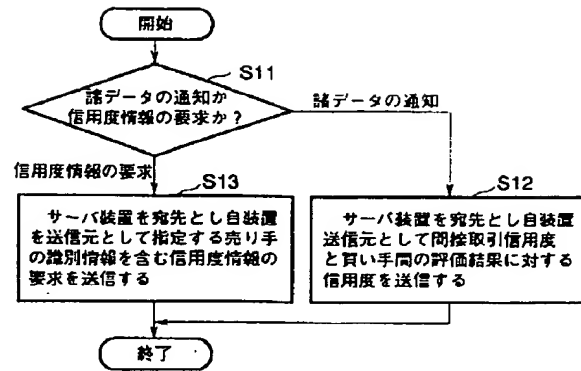 開始
S11
諸データの通知か
信用度情報の要求か？
諸データの通知
信用度情報の要求
S13
サーバ装置を宛先とし自装置
を送信元として指定する売り手
の識別情報を含む信用度情報の
要求を送信する
S12
サーバ装置を宛先とし自装置
送信元として間接取引信用度
と買い手間の評価結果に対する
信用度を送信する
終了